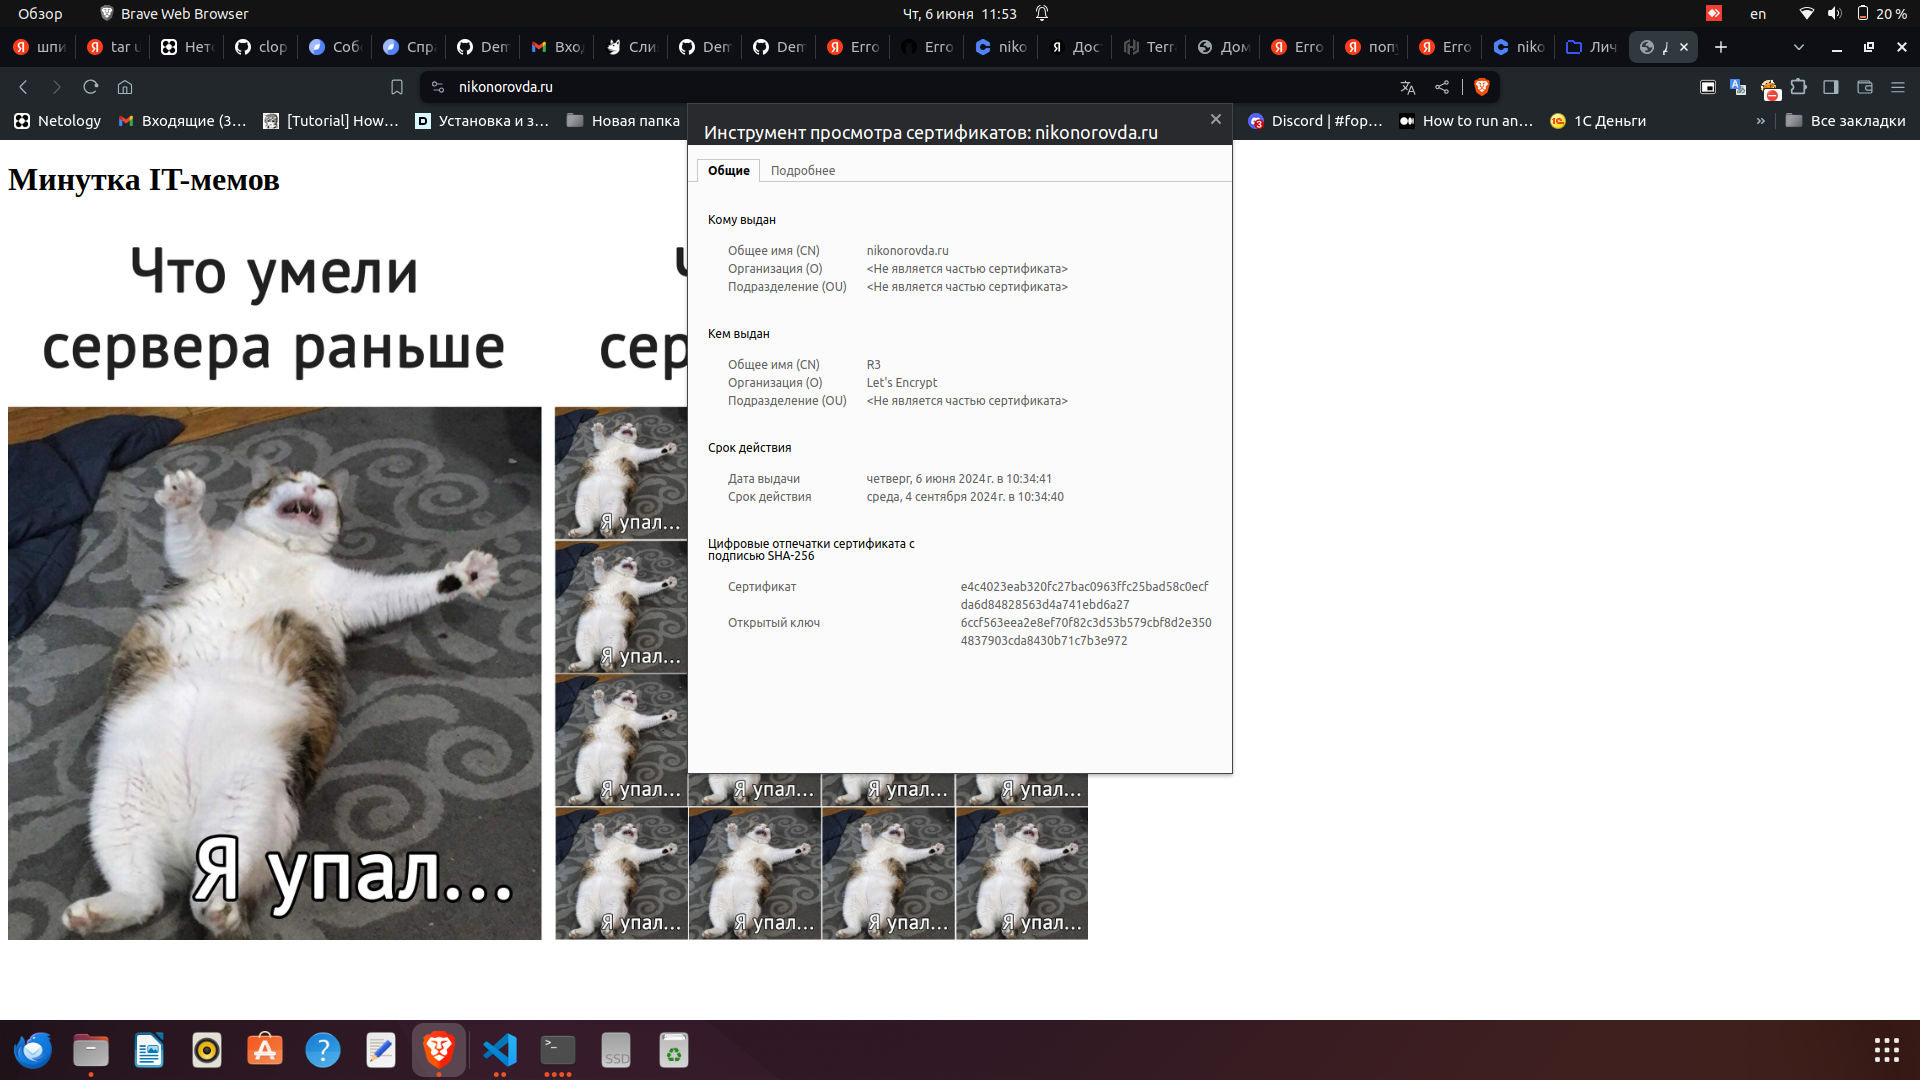 Обзор
Brave Web Browser
Чт, 6 июня 11:53
en
20 %
шпи
tar u
Нет
clop
Соб
Спр
Dem
Вхо
Сли
Dem
Dem
Erro
Erro
niko
Дос
Terr
Дом
Erro
попу
Erro
niko
Лич
nikonorovda.ru
Netology
Входящие (3...
[Tutorial] How...
Установка и з...
Новая папка
Discord | #fop...
How to run an...
1С Деньги
»
Все закладки
Минутка IT-мемов
Что умели
сервера раньше
Ч
сер
Я упал...
Я упал...
Я упал...
Я упал...
Я упал...
Я упал...
Я упал...
Я упал...
Я упал...
Я упал...
Я упал...
Инструмент просмотра сертификатов: nikonorovda.ru
Общие
Подробнее
Кому выдан
Общее имя (CN) nikonorovda.ru
Организация (O) <Не является частью сертификата>
Подразделение (OU) <Не является частью сертификата>
Кем выдан
Общее имя (CN) R3
Организация (O) Let's Encrypt
Подразделение (OU) <Не является частью сертификата>
Срок действия
Дата выдачи четверг, 6 июня 2024 г. в 10:34:41
Срок действия среда, 4 сентября 2024 г. в 10:34:40
Цифровые отпечатки сертификата с
подписью SHA-256
Сертификат e4c4023eab320fc27bac0963ffc25bad58c0ecf
da6d84828563d4a741ebd6a27
Открытый ключ 6ccf563eea2e8ef70f82c3d53b579cbf8d2e350
4837903cda8430b71c7b3e972
SSD